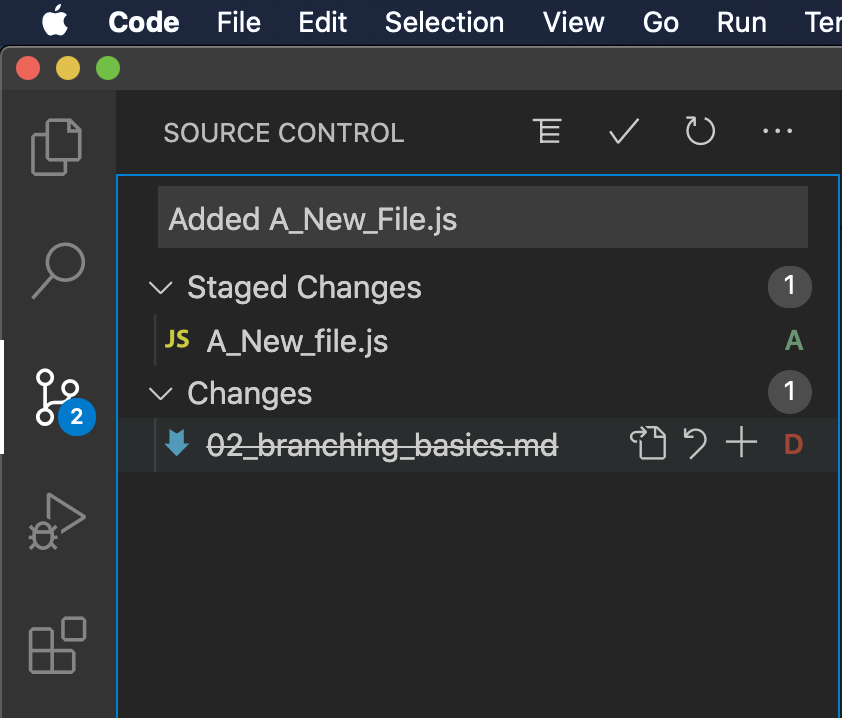 Code File Edit Selection View Go Run Ter
SOURCE CONTROL
Added A_New_File.js
Staged Changes 1
JS A_New_file.js A
Changes 1
02_branching_basics.md D
2